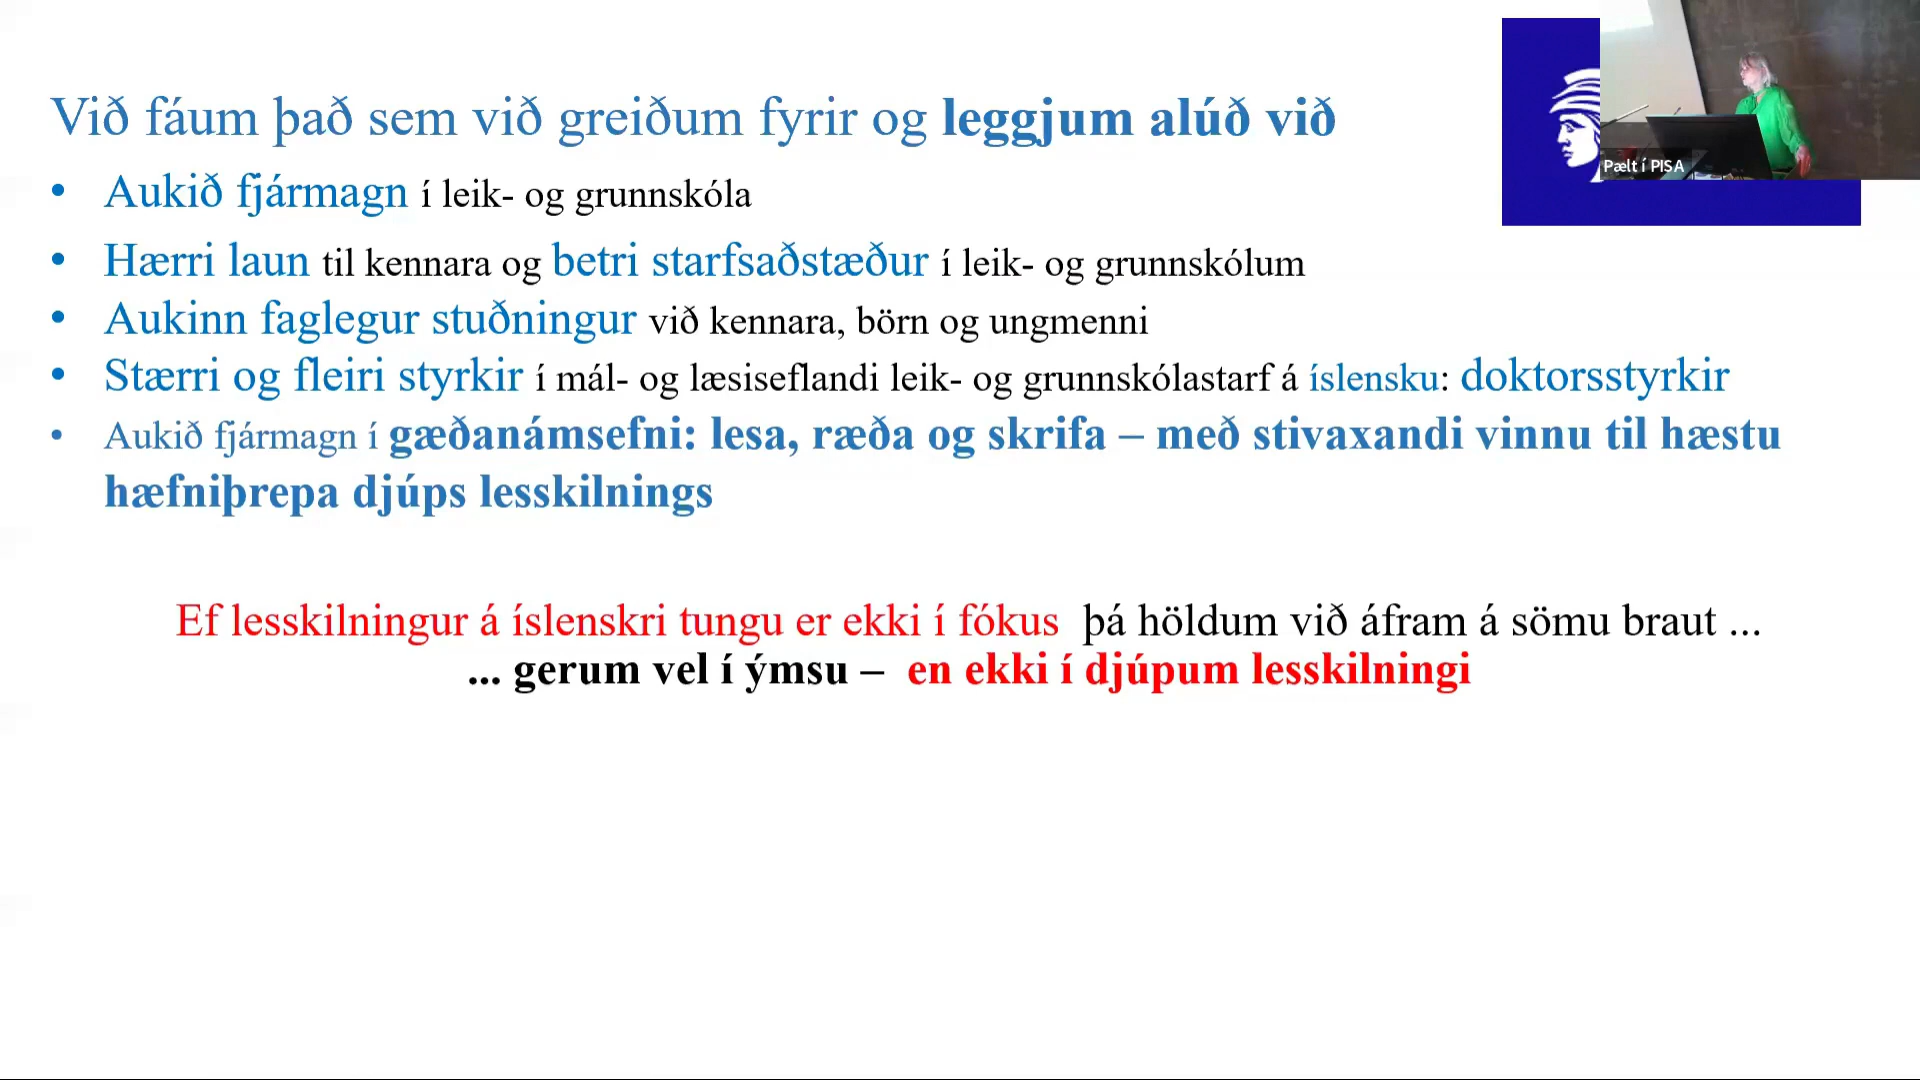 Við fáum það sem við greiðum fyrir og leggjum alúð við
• Aukið fjármagn í leik- og grunnskóla
• Hærri laun til kennara og betri starfsaðstæður í leik- og grunnskólum
• Aukinn faglegur stuðningur við kennara, börn og ungmenni
• Stærri og fleiri styrkir í mál- og læsiseflandi leik- og grunnskólastarf á íslensku: doktorsstyrkir
• Aukið fjármagn í gæðanámsefni: lesa, ræða og skrifa – með stivaxandi vinnu til hæstu
hæfniþrepa djúps lesskilnings
Ef lesskilningur á íslenskri tungu er ekki í fókus þá höldum við áfram á sömu braut ...
... gerum vel í ýmsu – en ekki í djúpum lesskilningi
Pælt í PISA